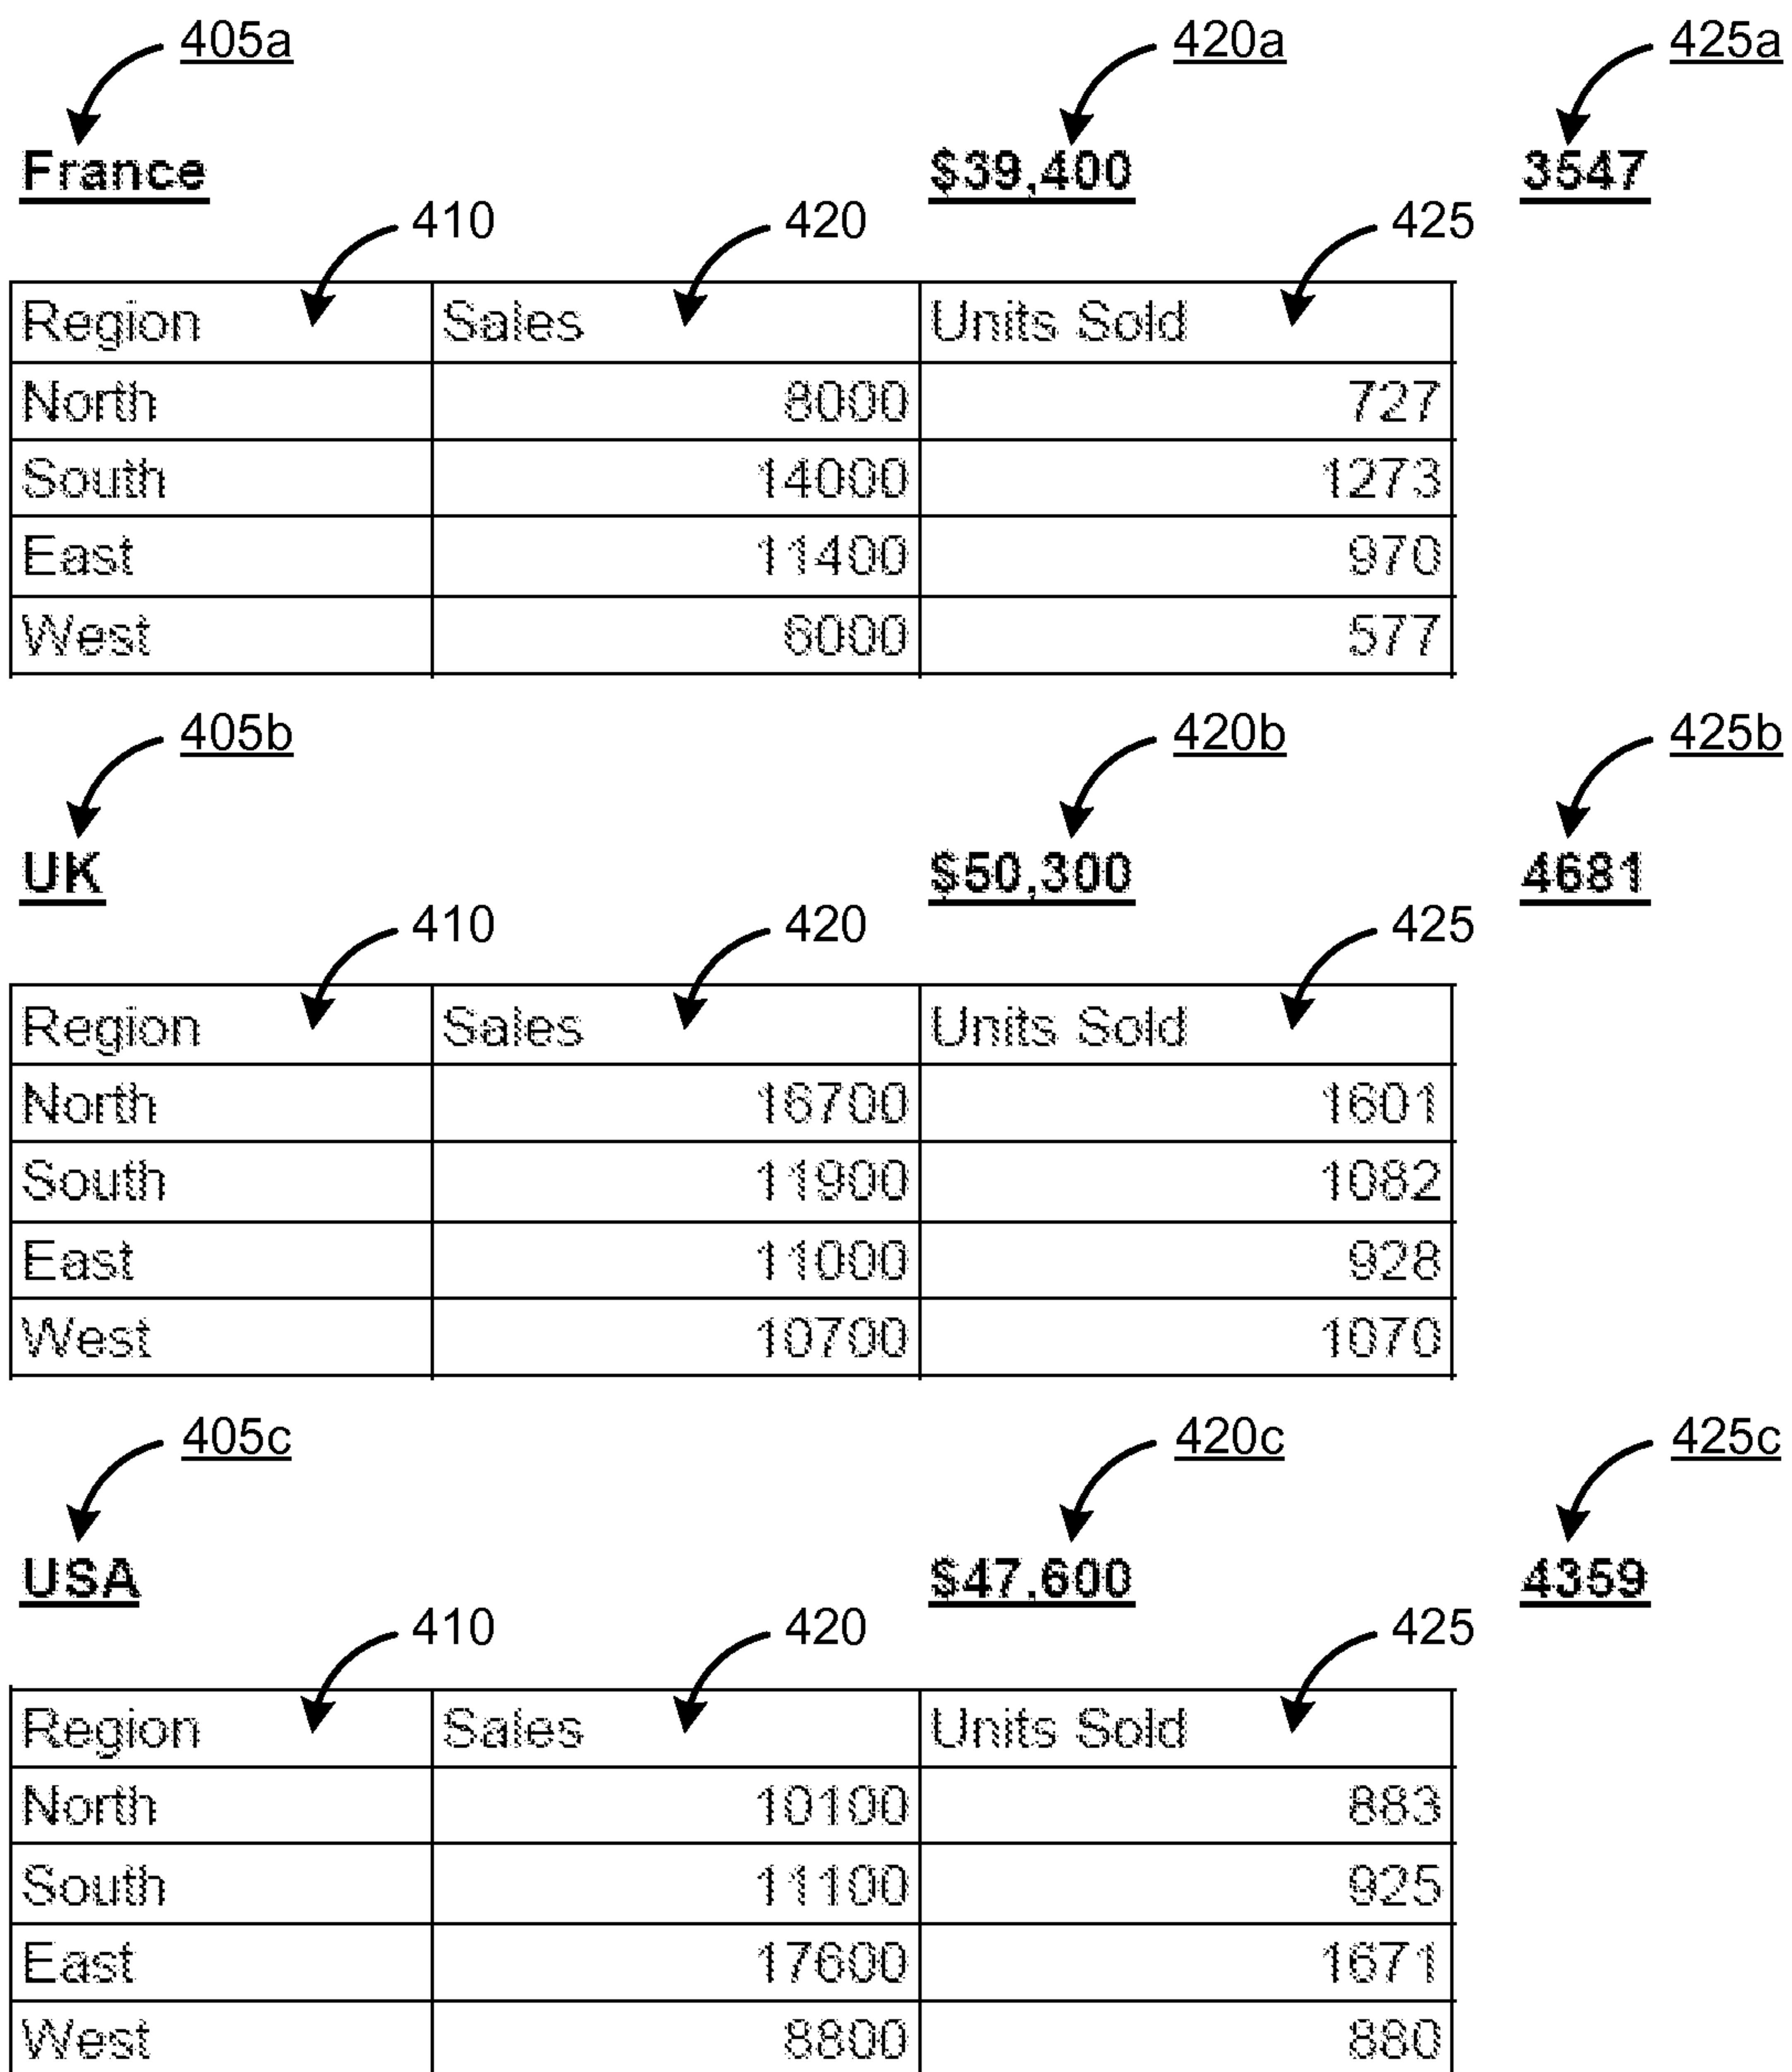 405a 420a 425a
France $39,400 3547
410 420 425
Region Sales Units Sold
North 8000 727
South 14000 1273
East 11400 970
West 6000 577
405b 420b 425b
UK $50,300 4681
410 420 425
Region Sales Units Sold
North 16700 1601
South 11900 1082
East 11000 928
West 10700 1070
405c 420c 425c
USA $47,600 4359
410 420 425
Region Sales Units Sold
North 10100 883
South 11100 925
East 17600 1671
West 8800 880